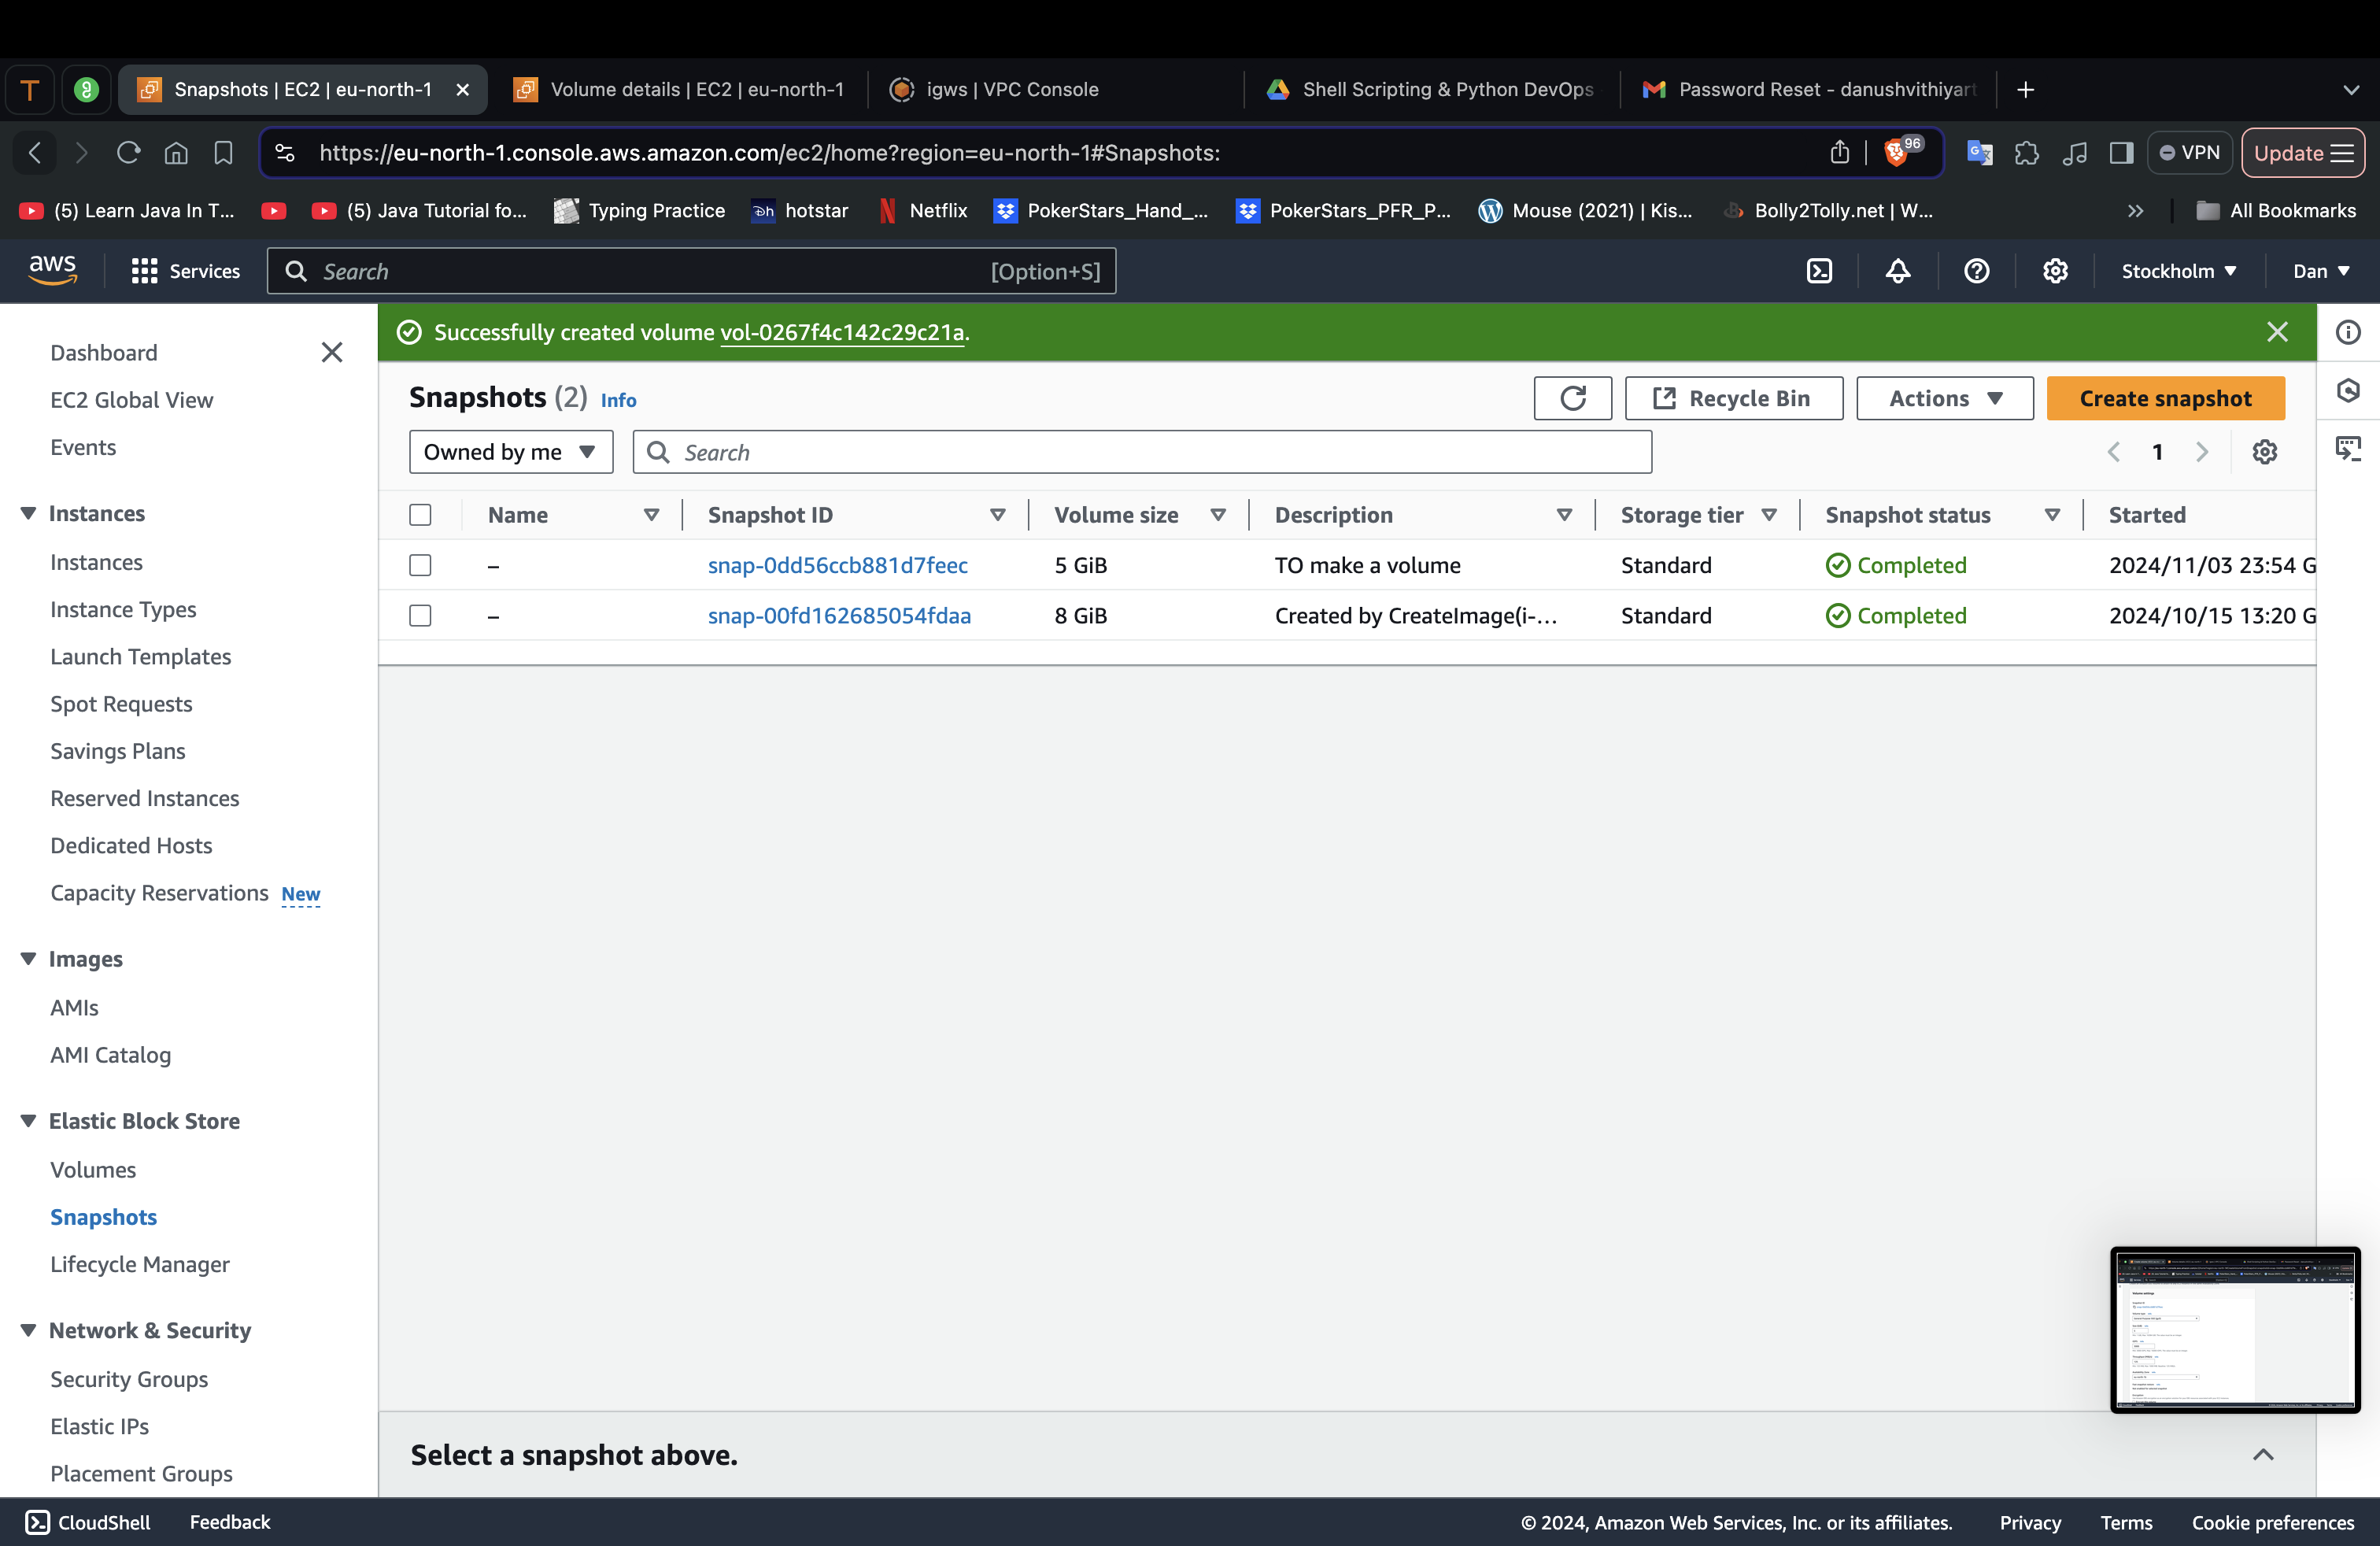 T
Snapshots | EC2 | eu-north-1
Volume details | EC2 | eu-north-1
igws | VPC Console
Shell Scripting & Python DevOps
Password Reset - danushvithiyart
https://eu-north-1.console.aws.amazon.com/ec2/home?region=eu-north-1#Snapshots:
96
VPN
Update
(5) Learn Java In T...
(5) Java Tutorial fo...
Typing Practice
hotstar
Netflix
PokerStars_Hand_...
PokerStars_PFR_P...
Mouse (2021) | Kis...
Bolly2Tolly.net | W...
All Bookmarks
aws
Services
Search
[Option+S]
Stockholm
Dan
Successfully created volume vol-0267f4c142c29c21a.
Dashboard
EC2 Global View
Events
Instances
Instances
Instance Types
Launch Templates
Spot Requests
Savings Plans
Reserved Instances
Dedicated Hosts
Capacity Reservations New
Images
AMIs
AMI Catalog
Elastic Block Store
Volumes
Snapshots
Lifecycle Manager
Network & Security
Security Groups
Elastic IPs
Placement Groups
Snapshots (2) Info
Recycle Bin
Actions
Create snapshot
Owned by me
Search
1
Name Snapshot ID Volume size Description Storage tier Snapshot status Started
– snap-0dd56ccb881d7feec 5 GiB TO make a volume Standard Completed 2024/11/03 23:54 G
– snap-00fd162685054fdaa 8 GiB Created by CreateImage(i-... Standard Completed 2024/10/15 13:20 G
Select a snapshot above.
CloudShell
Feedback
© 2024, Amazon Web Services, Inc. or its affiliates.
Privacy
Terms
Cookie preferences